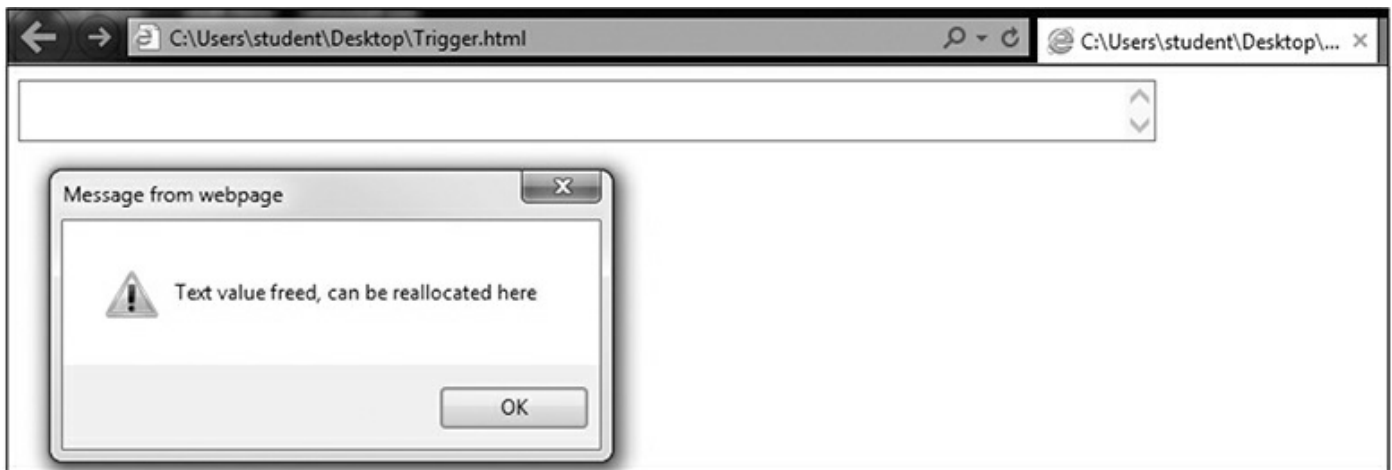 C:\Users\student\Desktop\Trigger.html
C:\Users\student\Desktop\...
Message from webpage
Text value freed, can be reallocated here
OK